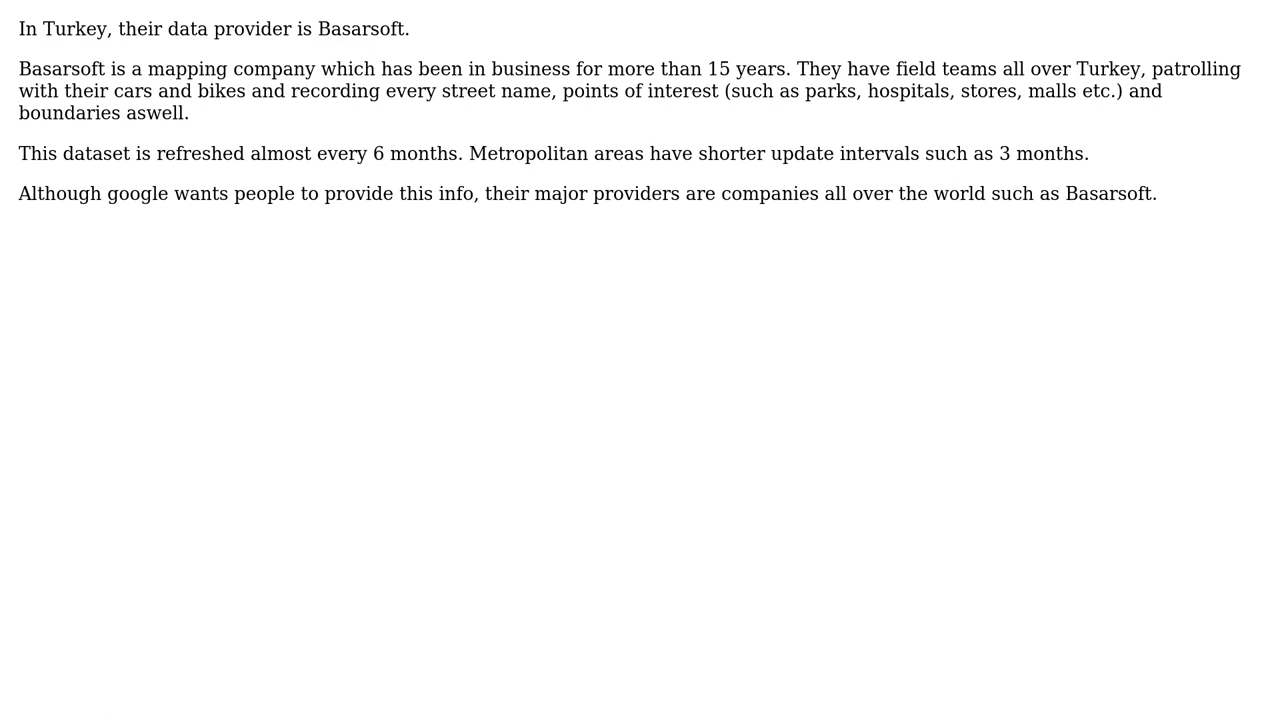 In Turkey, their data provider is Basarsoft.
Basarsoft is a mapping company which has been in business for more than 15 years. They have field teams all over Turkey, patrolling
with their cars and bikes and recording every street name, points of interest (such as parks, hospitals, stores, malls etc.) and
boundaries aswell.
This dataset is refreshed almost every 6 months. Metropolitan areas have shorter update intervals such as 3 months.
Although google wants people to provide this info, their major providers are companies all over the world such as Basarsoft.